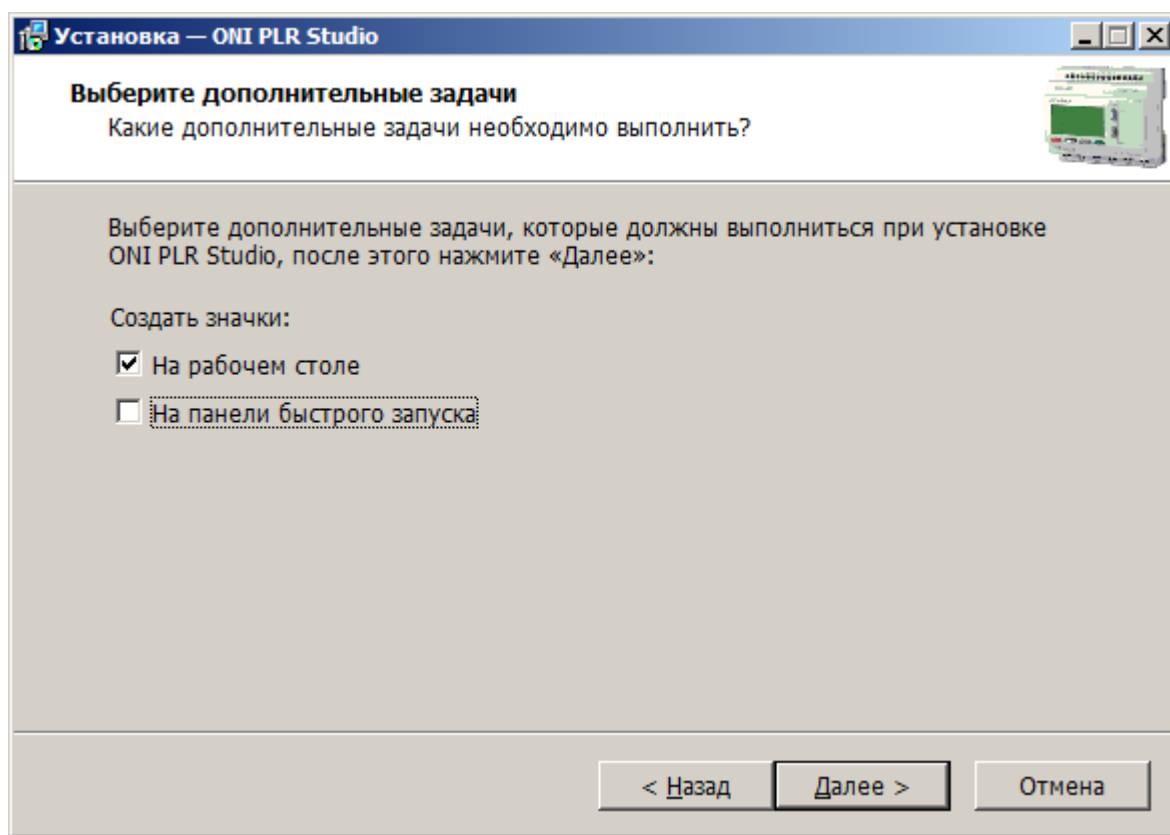 Установка — ONI PLR Studio
Выберите дополнительные задачи
Какие дополнительные задачи необходимо выполнить?
Выберите дополнительные задачи, которые должны выполниться при установке
ONI PLR Studio, после этого нажмите «Далее»:
Создать значки:
На рабочем столе
На панели быстрого запуска
< Назад
Далее >
Отмена